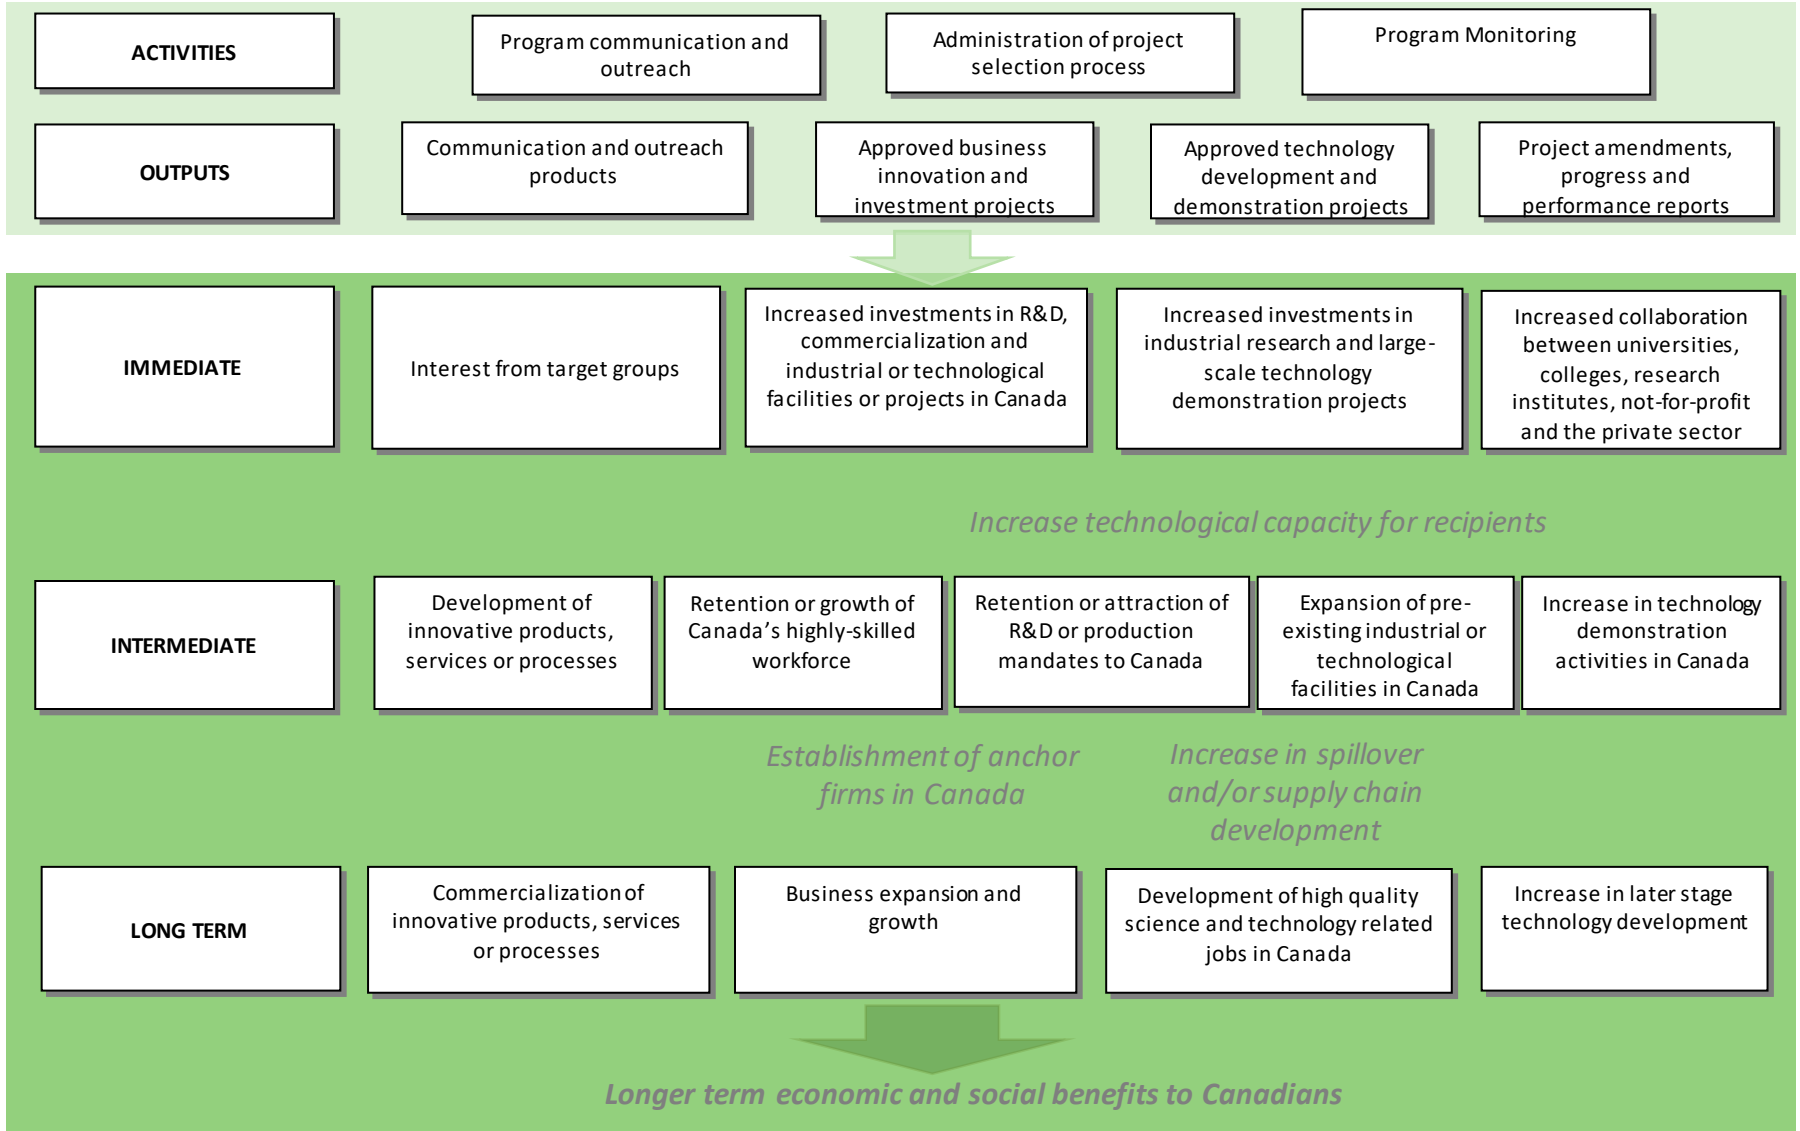 ACTIVITIES
Program communication and
outreach
Administration of project
selection process
Program Monitoring
OUTPUTS
Communication and outreach
products
Approved business
innovation and
investment projects
Approved technology
development and
demonstration projects
Project amendments,
progress and
performance reports
IMMEDIATE
Interest from target groups
Increased investments in R&D,
commercialization and
industrial or technological
facilities or projects in Canada
Increased investments in
industrial research and large-
scale technology
demonstration projects
Increased collaboration
between universities,
colleges, research
institutes, not-for-profit
and the private sector
Increase technological capacity for recipients
INTERMEDIATE
Development of
innovative products,
services or processes
Retention or growth of
Canada’s highly-skilled
workforce
Retention or attraction of
R&D or production
mandates to Canada
Expansion of pre-
existing industrial or
technological
facilities in Canada
Increase in technology
demonstration
activities in Canada
Establishment of anchor
firms in Canada
Increase in spillover
and/or supply chain
development
LONG TERM
Commercialization of
innovative products, services
or processes
Business expansion and
growth
Development of high quality
science and technology related
jobs in Canada
Increase in later stage
technology development
Longer term economic and social benefits to Canadians